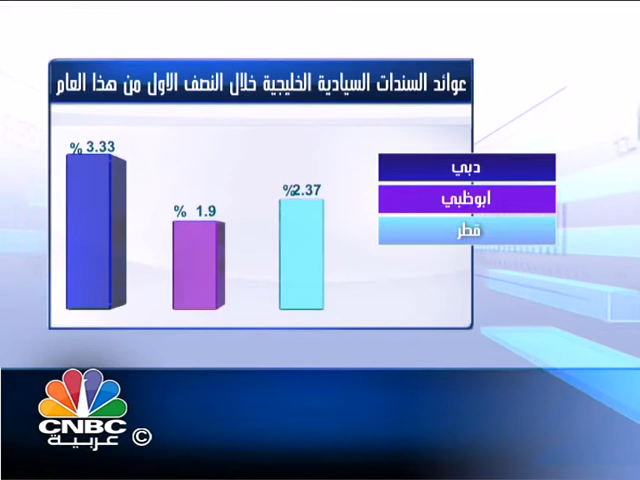 عوائد السندات السيادية الخليجية خلال النصف الاول من هذا العام
% 3.33
% 1.9
%2.37
دبي
ابوظبي
قطر
CNBC
عربية ©